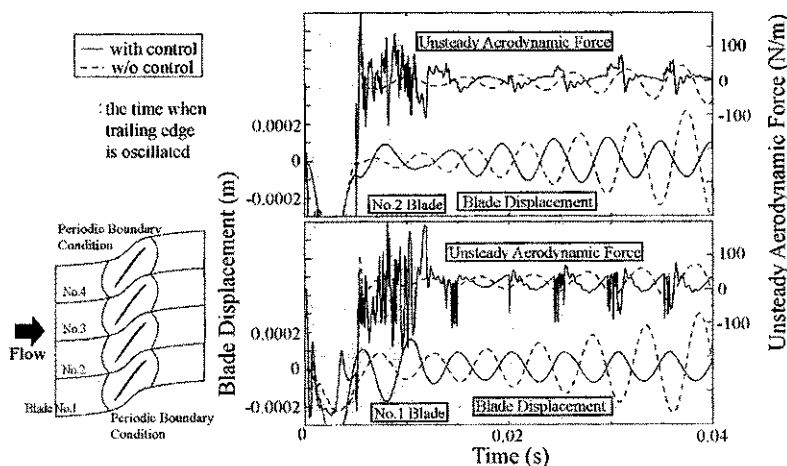 with control
w/o control
the time when
trailing edge
is oscillated
Periodic Boundary
Condition
No.4
No.3
Flow
No.2
Blade No.1
Periodic Boundary
Condition
Blade Displacement (m)
0.0002
0
-0.0002
0.0002
0
-0.0002
Unsteady Aerodynamic Force
No.2 Blade
Blade Displacement
Unsteady Aerodynamic Force
No.1 Blade
Blade Displacement
100
0
-100
100
0
-100
Unsteady Aerodynamic Force (N/m)
0
0.02
0.04
Time (s)